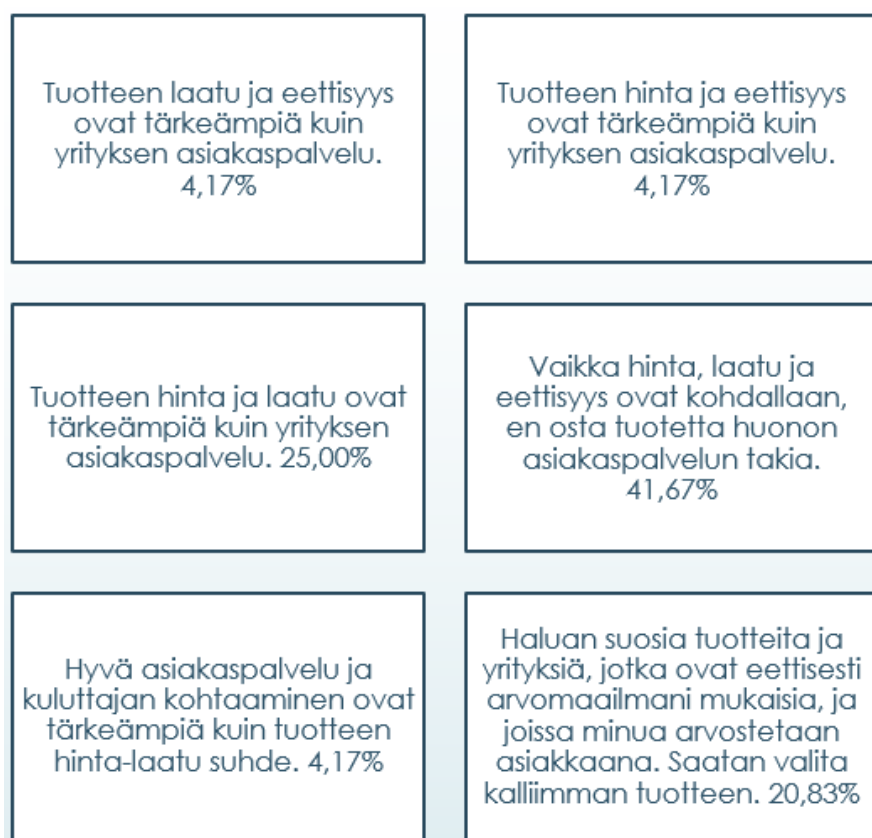 Tuotteen laatu ja eettisyys
ovat tärkeämpiä kuin
yrityksen asiakaspalvelu.
4,17%
Tuotteen hinta ja eettisyys
ovat tärkeämpiä kuin
yrityksen asiakaspalvelu.
4,17%
Tuotteen hinta ja laatu ovat
tärkeämpiä kuin yrityksen
asiakaspalvelu. 25,00%
Vaikka hinta, laatu ja
eettisyys ovat kohdallaan,
en osta tuotetta huonon
asiakaspalvelun takia.
41,67%
Hyvä asiakaspalvelu ja
kuluttajan kohtaaminen ovat
tärkeämpiä kuin tuotteen
hinta-laatu suhde. 4,17%
Haluan suosia tuotteita ja
yrityksiä, jotka ovat eettisesti
arvomaailmani mukaisia, ja
joissa minua arvostetaan
asiakkaana. Saatan valita
kalliimman tuotteen. 20,83%